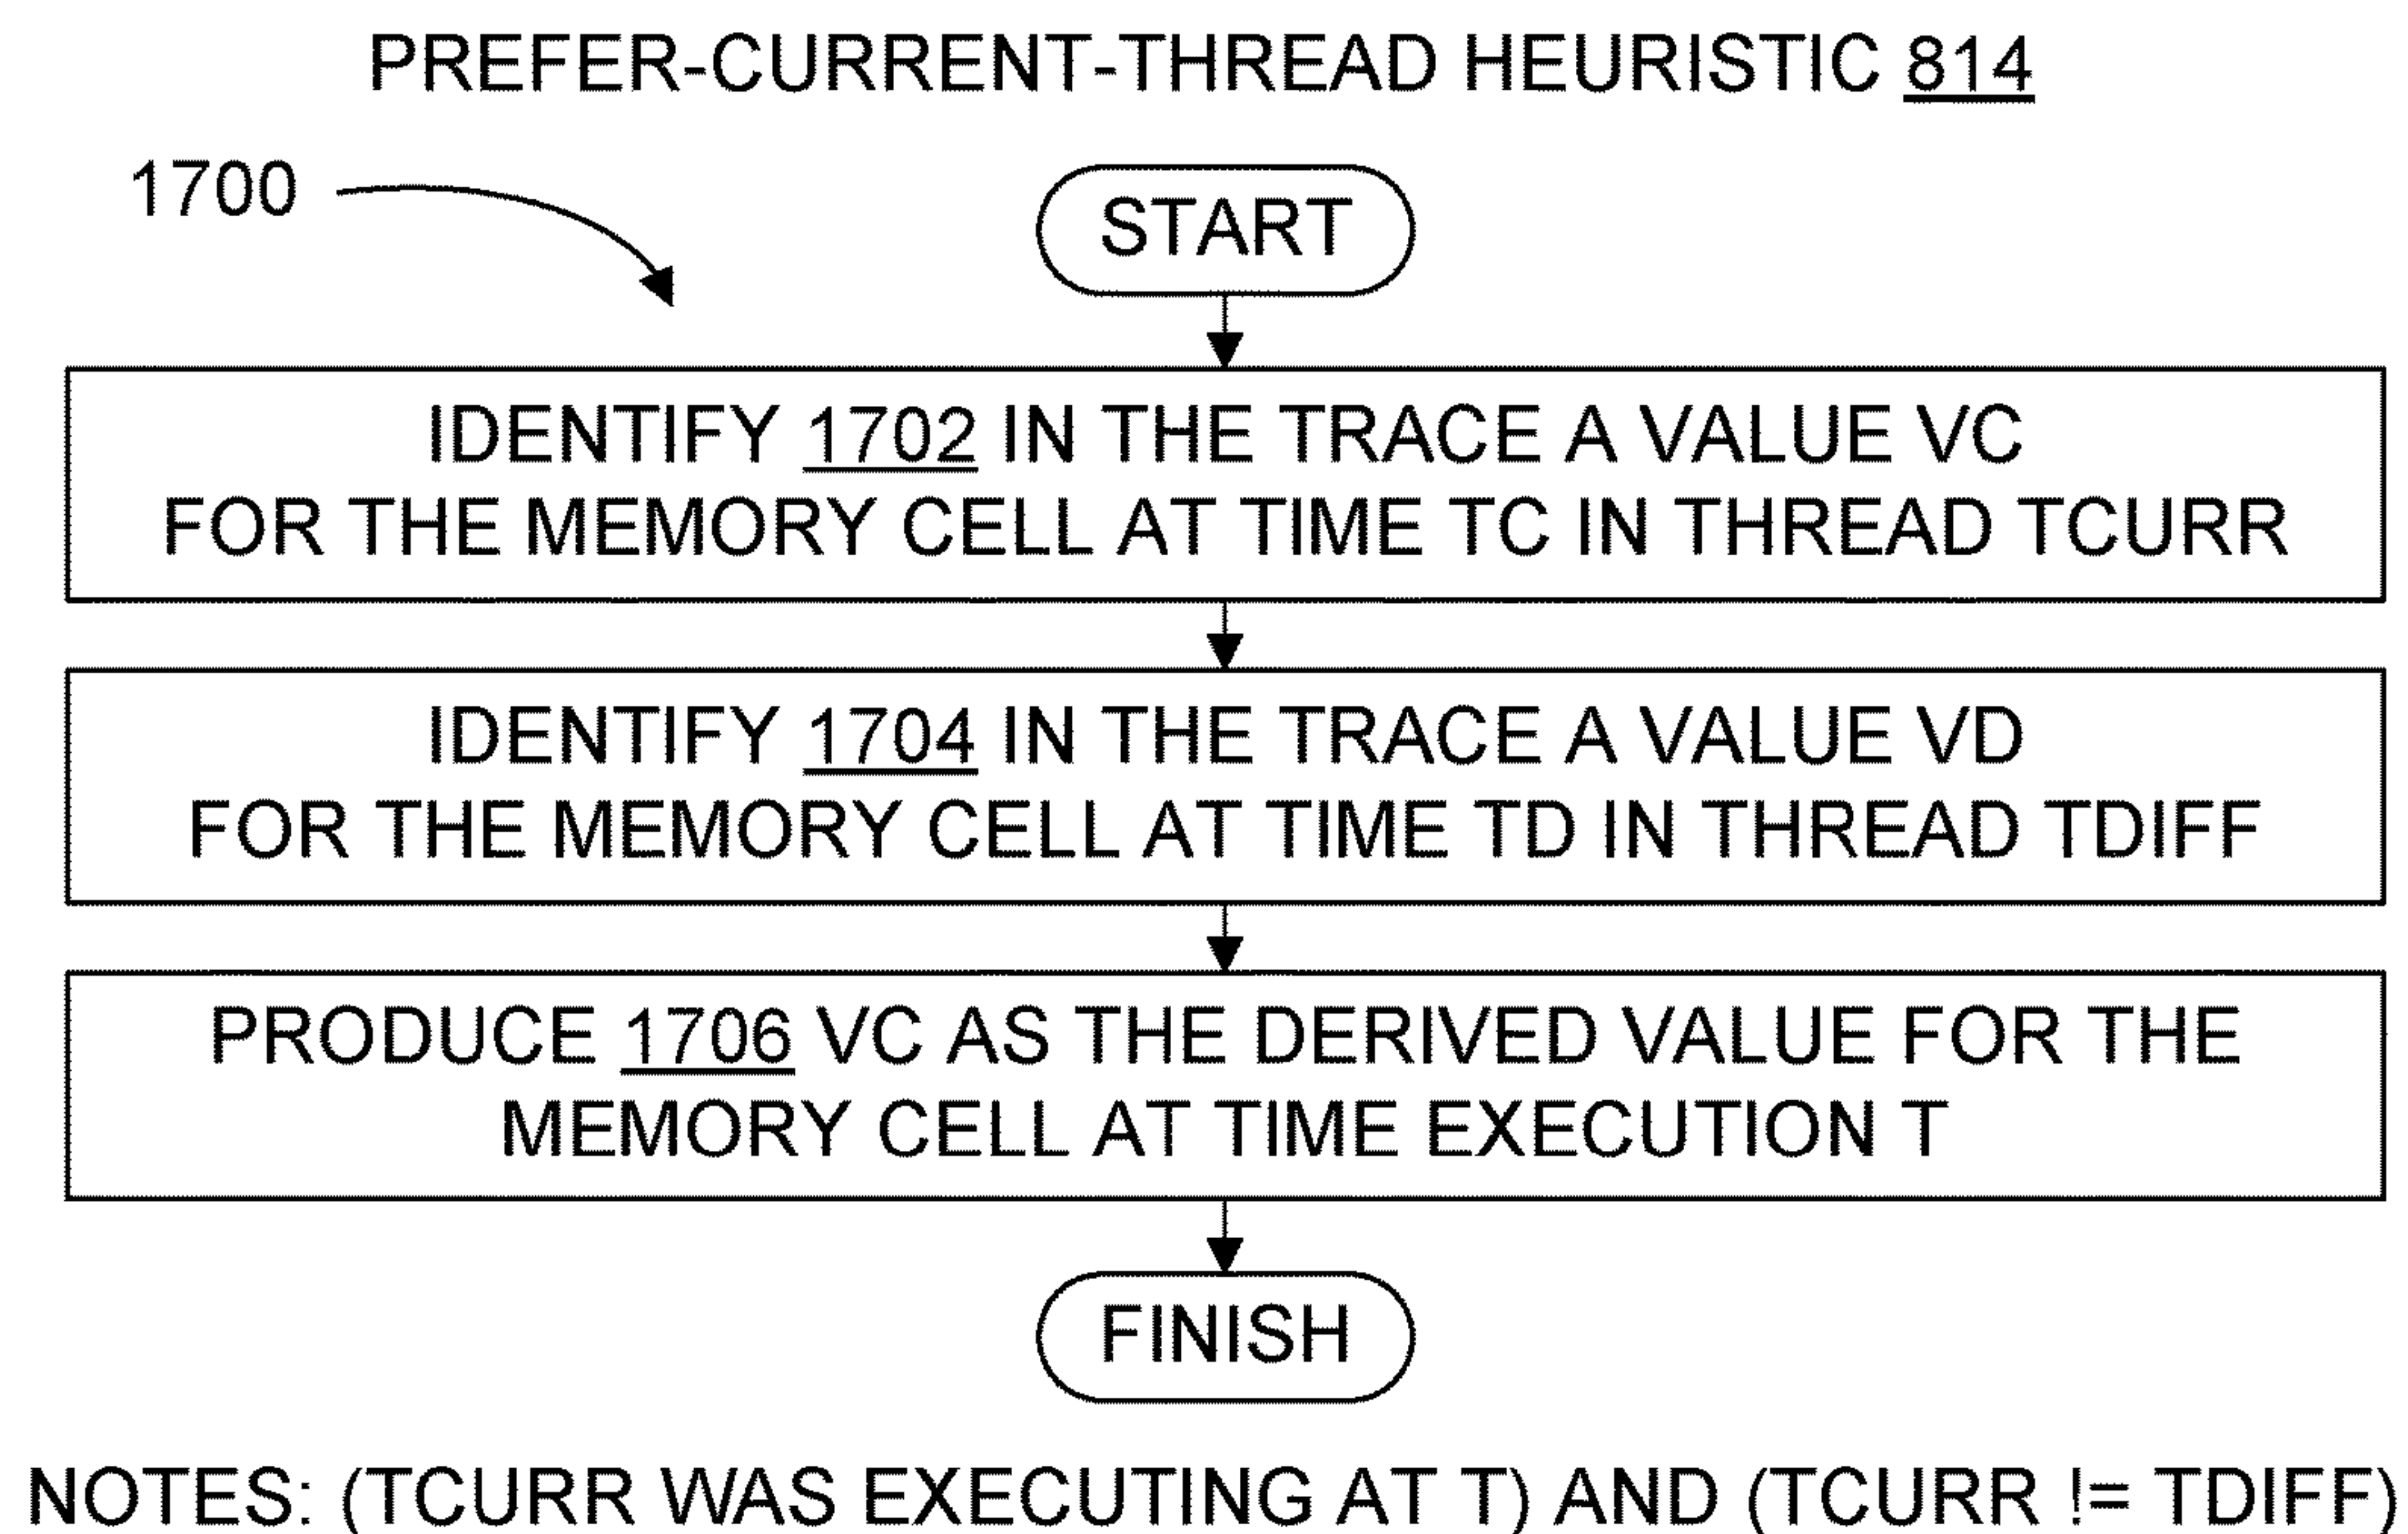 PREFER-CURRENT-THREAD HEURISTIC 814
1700
START
IDENTIFY 1702 IN THE TRACE A VALUE VC
FOR THE MEMORY CELL AT TIME TC IN THREAD TCURR
IDENTIFY 1704 IN THE TRACE A VALUE VD
FOR THE MEMORY CELL AT TIME TD IN THREAD TDIFF
PRODUCE 1706 VC AS THE DERIVED VALUE FOR THE
MEMORY CELL AT TIME EXECUTION T
FINISH
NOTES: (TCURR WAS EXECUTING AT T) AND (TCURR != TDIFF)